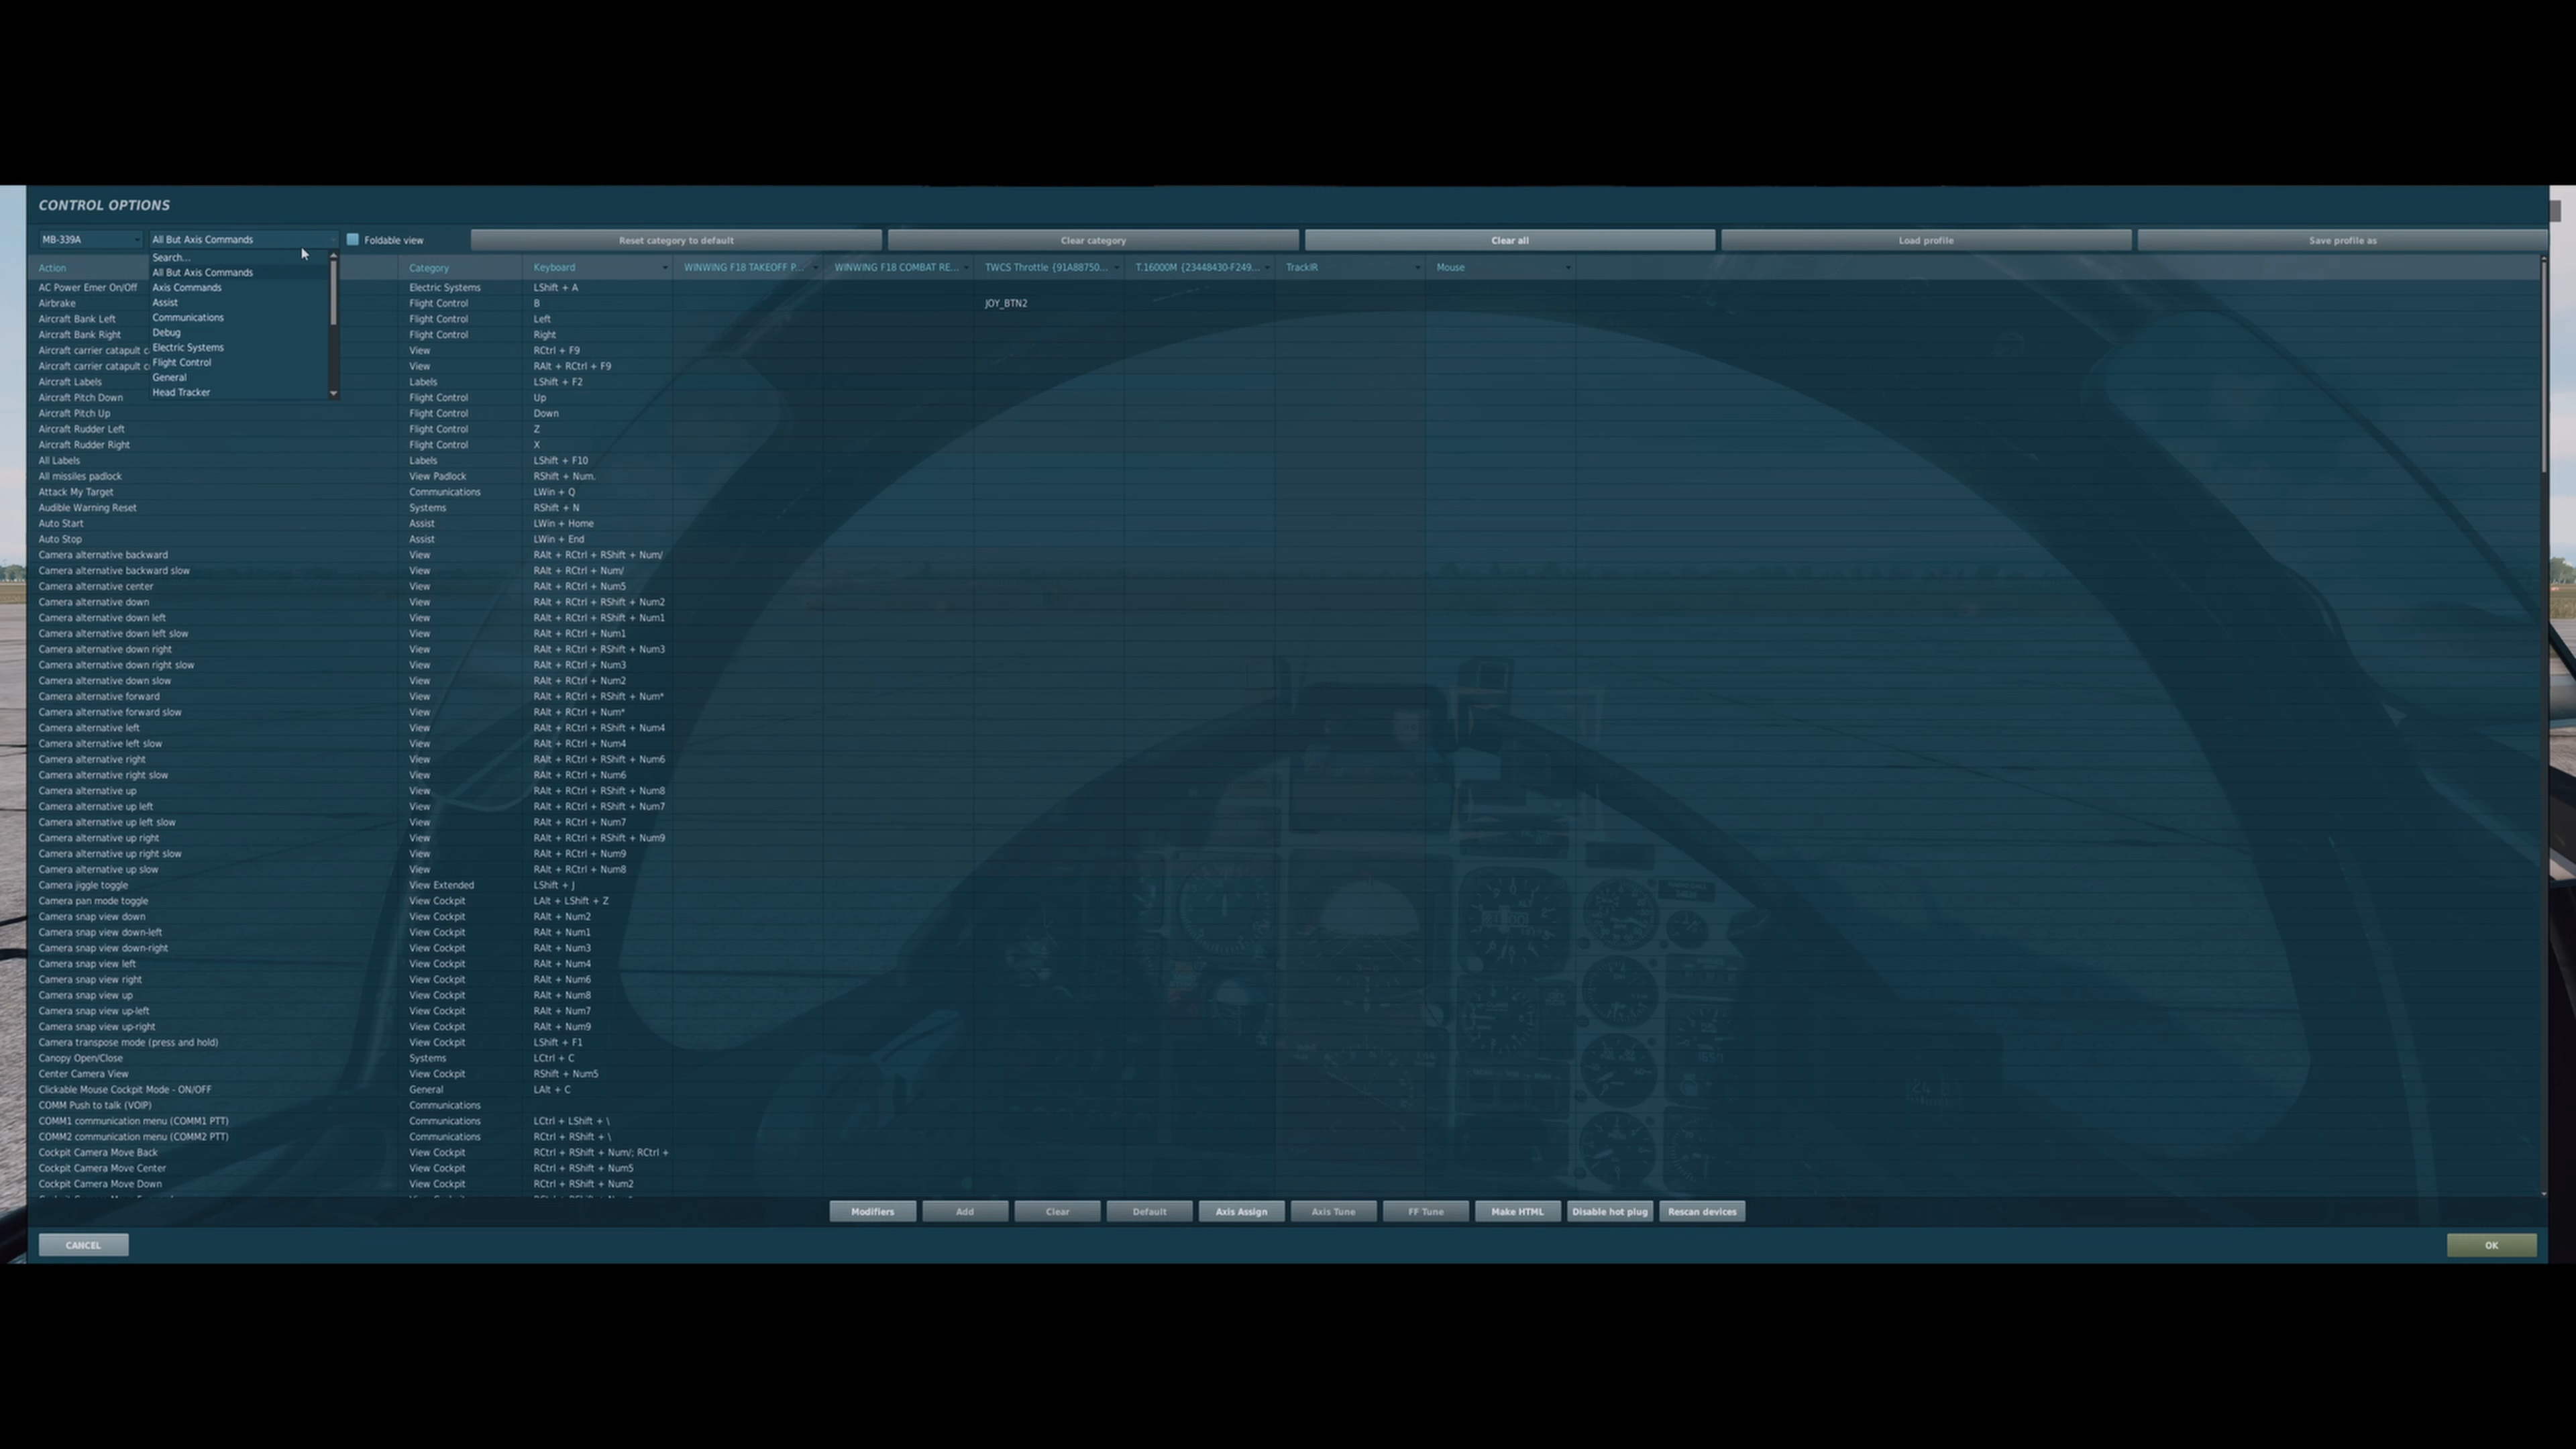 CONTROL OPTIONS
MB-339A All But Axis Commands Foldable view Reset category to default Clear category Clear all Load profile Save profile as
Search...
All But Axis Commands
Axis Commands
Assist
Communications
Debug
Electric Systems
Flight Control
General
Head Tracker
Action Category Keyboard WINWING F18 TAKEOFF P... WINWING F18 COMBAT RE... TWCS Throttle {91A88750... T.16000M {23448430-F249... TrackIR Mouse
AC Power Emer On/Off Electric Systems LShift + A
Airbrake Flight Control B JOY_BTN2
Aircraft Bank Left Flight Control Left
Aircraft Bank Right Flight Control Right
Aircraft carrier catapult c View RCtrl + F9
Aircraft carrier catapult c View RAlt + RCtrl + F9
Aircraft Labels Labels LShift + F2
Aircraft Pitch Down Flight Control Up
Aircraft Pitch Up Flight Control Down
Aircraft Rudder Left Flight Control Z
Aircraft Rudder Right Flight Control X
All Labels Labels LShift + F10
All missiles padlock View Padlock RShift + Num.
Attack My Target Communications LWin + Q
Audible Warning Reset Systems RShift + N
Auto Start Assist LWin + Home
Auto Stop Assist LWin + End
Camera alternative backward View RAlt + RCtrl + RShift + Num/
Camera alternative backward slow View RAlt + RCtrl + Num/
Camera alternative center View RAlt + RCtrl + Num5
Camera alternative down View RAlt + RCtrl + RShift + Num2
Camera alternative down left View RAlt + RCtrl + RShift + Num1
Camera alternative down left slow View RAlt + RCtrl + Num1
Camera alternative down right View RAlt + RCtrl + RShift + Num3
Camera alternative down right slow View RAlt + RCtrl + Num3
Camera alternative down slow View RAlt + RCtrl + Num2
Camera alternative forward View RAlt + RCtrl + RShift + Num*
Camera alternative forward slow View RAlt + RCtrl + Num*
Camera alternative left View RAlt + RCtrl + RShift + Num4
Camera alternative left slow View RAlt + RCtrl + Num4
Camera alternative right View RAlt + RCtrl + RShift + Num6
Camera alternative right slow View RAlt + RCtrl + Num6
Camera alternative up View RAlt + RCtrl + RShift + Num8
Camera alternative up left View RAlt + RCtrl + RShift + Num7
Camera alternative up left slow View RAlt + RCtrl + Num7
Camera alternative up right View RAlt + RCtrl + RShift + Num9
Camera alternative up right slow View RAlt + RCtrl + Num9
Camera alternative up slow View RAlt + RCtrl + Num8
Camera jiggle toggle View Extended LShift + J
Camera pan mode toggle View Cockpit LAlt + LShift + Z
Camera snap view down View Cockpit RAlt + Num2
Camera snap view down-left View Cockpit RAlt + Num1
Camera snap view down-right View Cockpit RAlt + Num3
Camera snap view left View Cockpit RAlt + Num4
Camera snap view right View Cockpit RAlt + Num6
Camera snap view up View Cockpit RAlt + Num8
Camera snap view up-left View Cockpit RAlt + Num7
Camera snap view up-right View Cockpit RAlt + Num9
Camera transpose mode (press and hold) View Cockpit LShift + F1
Canopy Open/Close Systems LCtrl + C
Center Camera View View Cockpit RShift + Num5
Clickable Mouse Cockpit Mode - ON/OFF General LAlt + C
COMM Push to talk (VOIP) Communications
COMM1 communication menu (COMM1 PTT) Communications LCtrl + LShift + \
COMM2 communication menu (COMM2 PTT) Communications RCtrl + RShift + \
Cockpit Camera Move Back View Cockpit RCtrl + RShift + Num/; RCtrl +
Cockpit Camera Move Center View Cockpit RCtrl + RShift + Num5
Cockpit Camera Move Down View Cockpit RCtrl + RShift + Num2
Modifiers Add Clear Default Axis Assign Axis Tune FF Tune Make HTML Disable hot plug Rescan devices
CANCEL OK